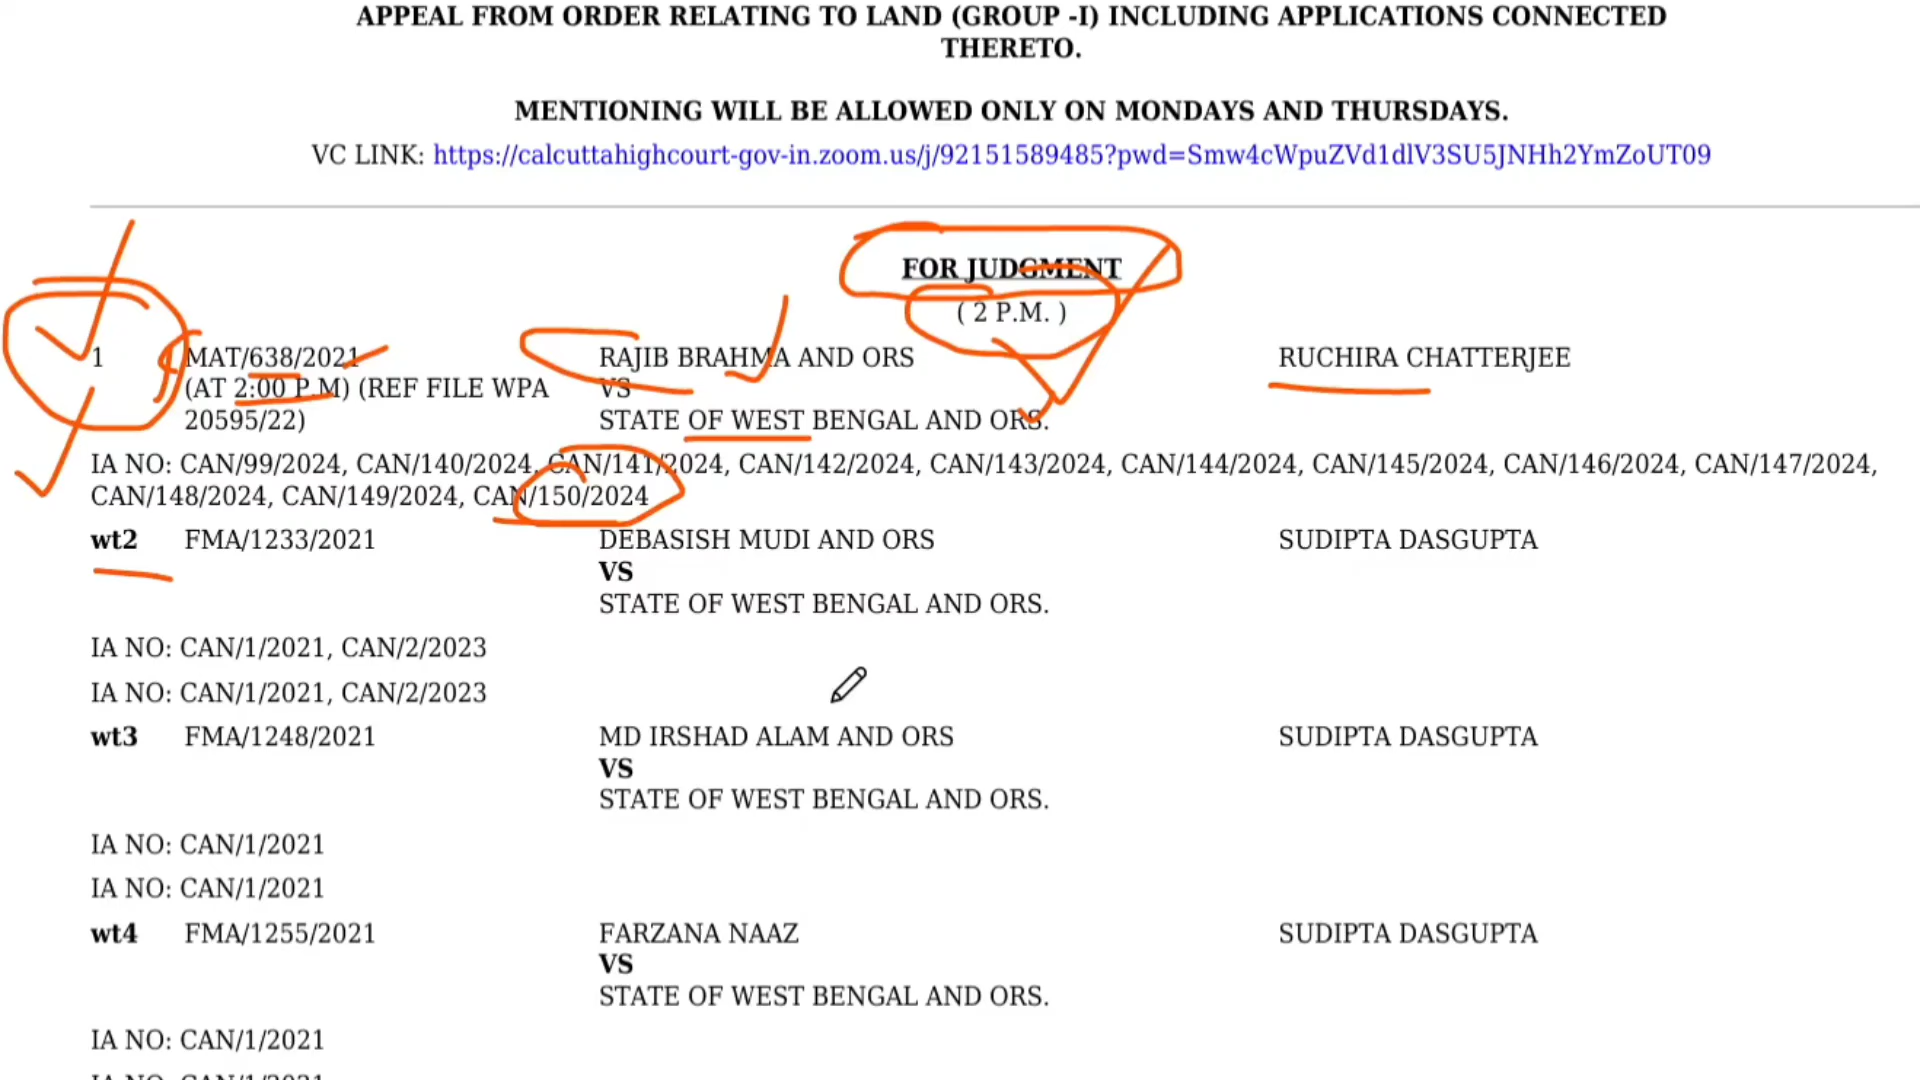 APPEAL FROM ORDER RELATING TO LAND (GROUP -I) INCLUDING APPLICATIONS CONNECTED
THERETO.
MENTIONING WILL BE ALLOWED ONLY ON MONDAYS AND THURSDAYS.
VC LINK: https://calcuttahighcourt-gov-in.zoom.us/j/92151589485?pwd=Smw4cWpuZVd1dlV3SU5JNHh2YmZoUT09
FOR JUDGMENT
( 2 P.M. )
1 MAT/638/2021 RAJIB BRAHMA AND ORS RUCHIRA CHATTERJEE
(AT 2:00 P.M) (REF FILE WPA VS
20595/22) STATE OF WEST BENGAL AND ORS.
IA NO: CAN/99/2024, CAN/140/2024, CAN/141/2024, CAN/142/2024, CAN/143/2024, CAN/144/2024, CAN/145/2024, CAN/146/2024, CAN/147/2024,
CAN/148/2024, CAN/149/2024, CAN/150/2024
wt2 FMA/1233/2021 DEBASISH MUDI AND ORS SUDIPTA DASGUPTA
VS
STATE OF WEST BENGAL AND ORS.
IA NO: CAN/1/2021, CAN/2/2023
IA NO: CAN/1/2021, CAN/2/2023
wt3 FMA/1248/2021 MD IRSHAD ALAM AND ORS SUDIPTA DASGUPTA
VS
STATE OF WEST BENGAL AND ORS.
IA NO: CAN/1/2021
IA NO: CAN/1/2021
wt4 FMA/1255/2021 FARZANA NAAZ SUDIPTA DASGUPTA
VS
STATE OF WEST BENGAL AND ORS.
IA NO: CAN/1/2021
IA NO: CAN/1/2021